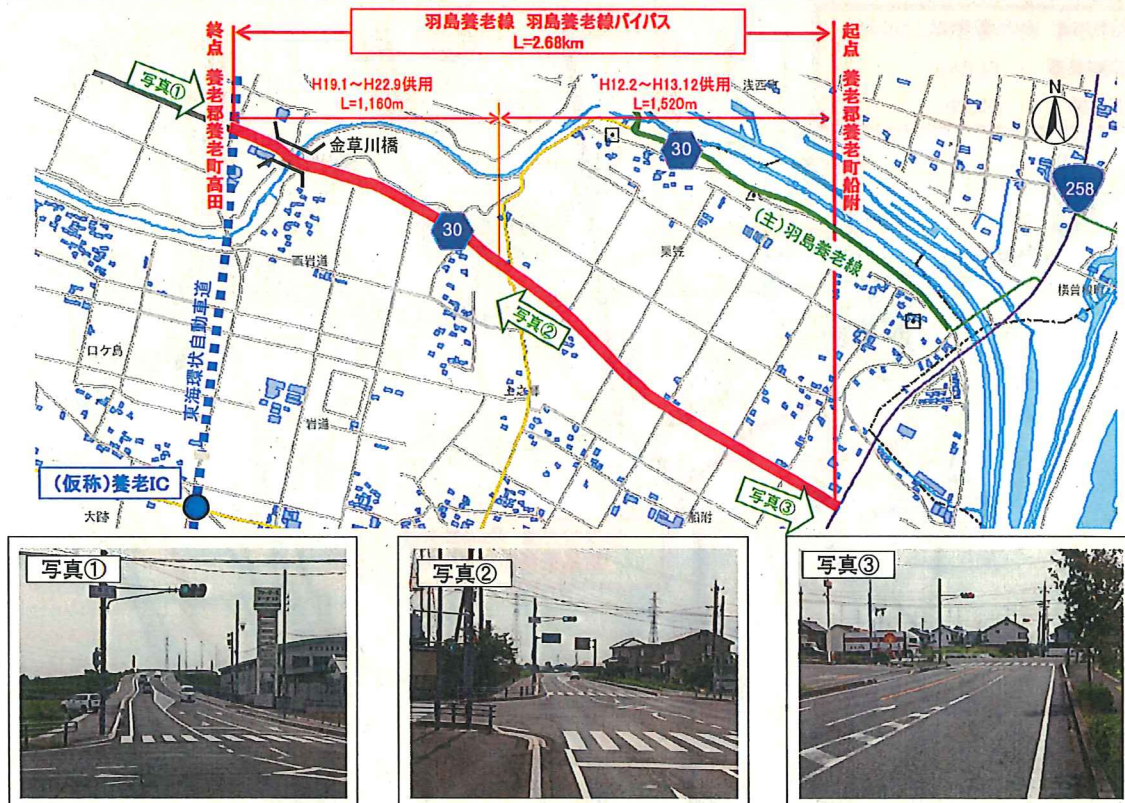 羽島養老線 羽島養老線バイパス
L=2.68km
終点 養老郡養老町高田
起点 養老郡養老町船附
写真①
H19.1～H22.9供用
L=1,160m
H12.2～H13.12供用
L=1,520m
浅西町
N
金草川橋
30
258
30
(主)羽島養老線
栗笠
直岩道
写真②
口ケ島
東海環状自動車道
岩道
(仮称)養老IC
大跡
写真③
船附
写真①
写真②
写真③